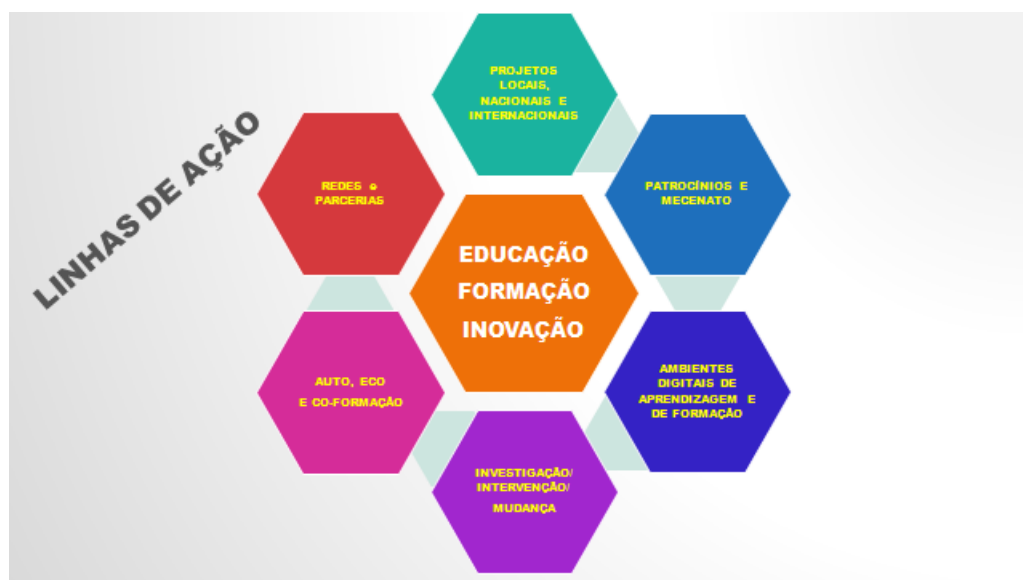 LINHAS DE AÇÃO
PROJETOS
LOCAIS,
NACIONAIS E
INTERNACIONAIS
PATROCÍNIOS E
MECENATO
AMBIENTES
DIGITAIS DE
APRENDIZAGEM E
DE FORMAÇÃO
INVESTIGAÇÃO/
INTERVENÇÃO/
MUDANÇA
AUTO, ECO
E CO-FORMAÇÃO
REDES e
PARCERIAS
EDUCAÇÃO
FORMAÇÃO
INOVAÇÃO